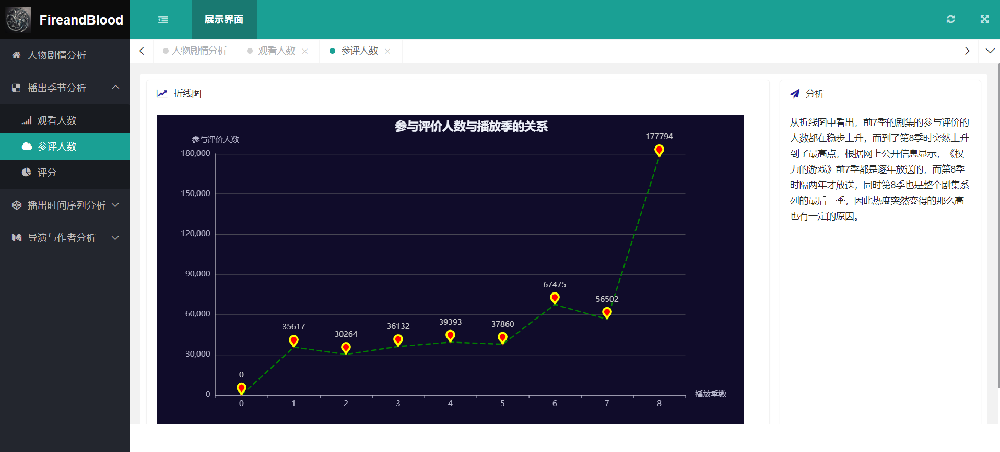 FireandBlood
展示界面
人物剧情分析
播出季节分析
观看人数
参评人数
评分
播出时间序列分析
导演与作者分析
人物剧情分析
观看人数
参评人数
折线图
参与评价人数与播放季的关系
参与评价人数
180,000
150,000
120,000
90,000
60,000
30,000
0
0
35617
30264
36132
39393
37860
67475
56502
177794
0
1
2
3
4
5
6
7
8
播放季数
分析
从折线图中看出，前7季的剧集的参与评价的
人数都在稳步上升，而到了第8季时突然上升
到了最高点，根据网上公开信息显示，《权
力的游戏》前7季都是逐年放送的，而第8季
时隔两年才放送，同时第8季也是整个剧集系
列的最后一季，因此热度突然变得的那么高
也有一定的原因。